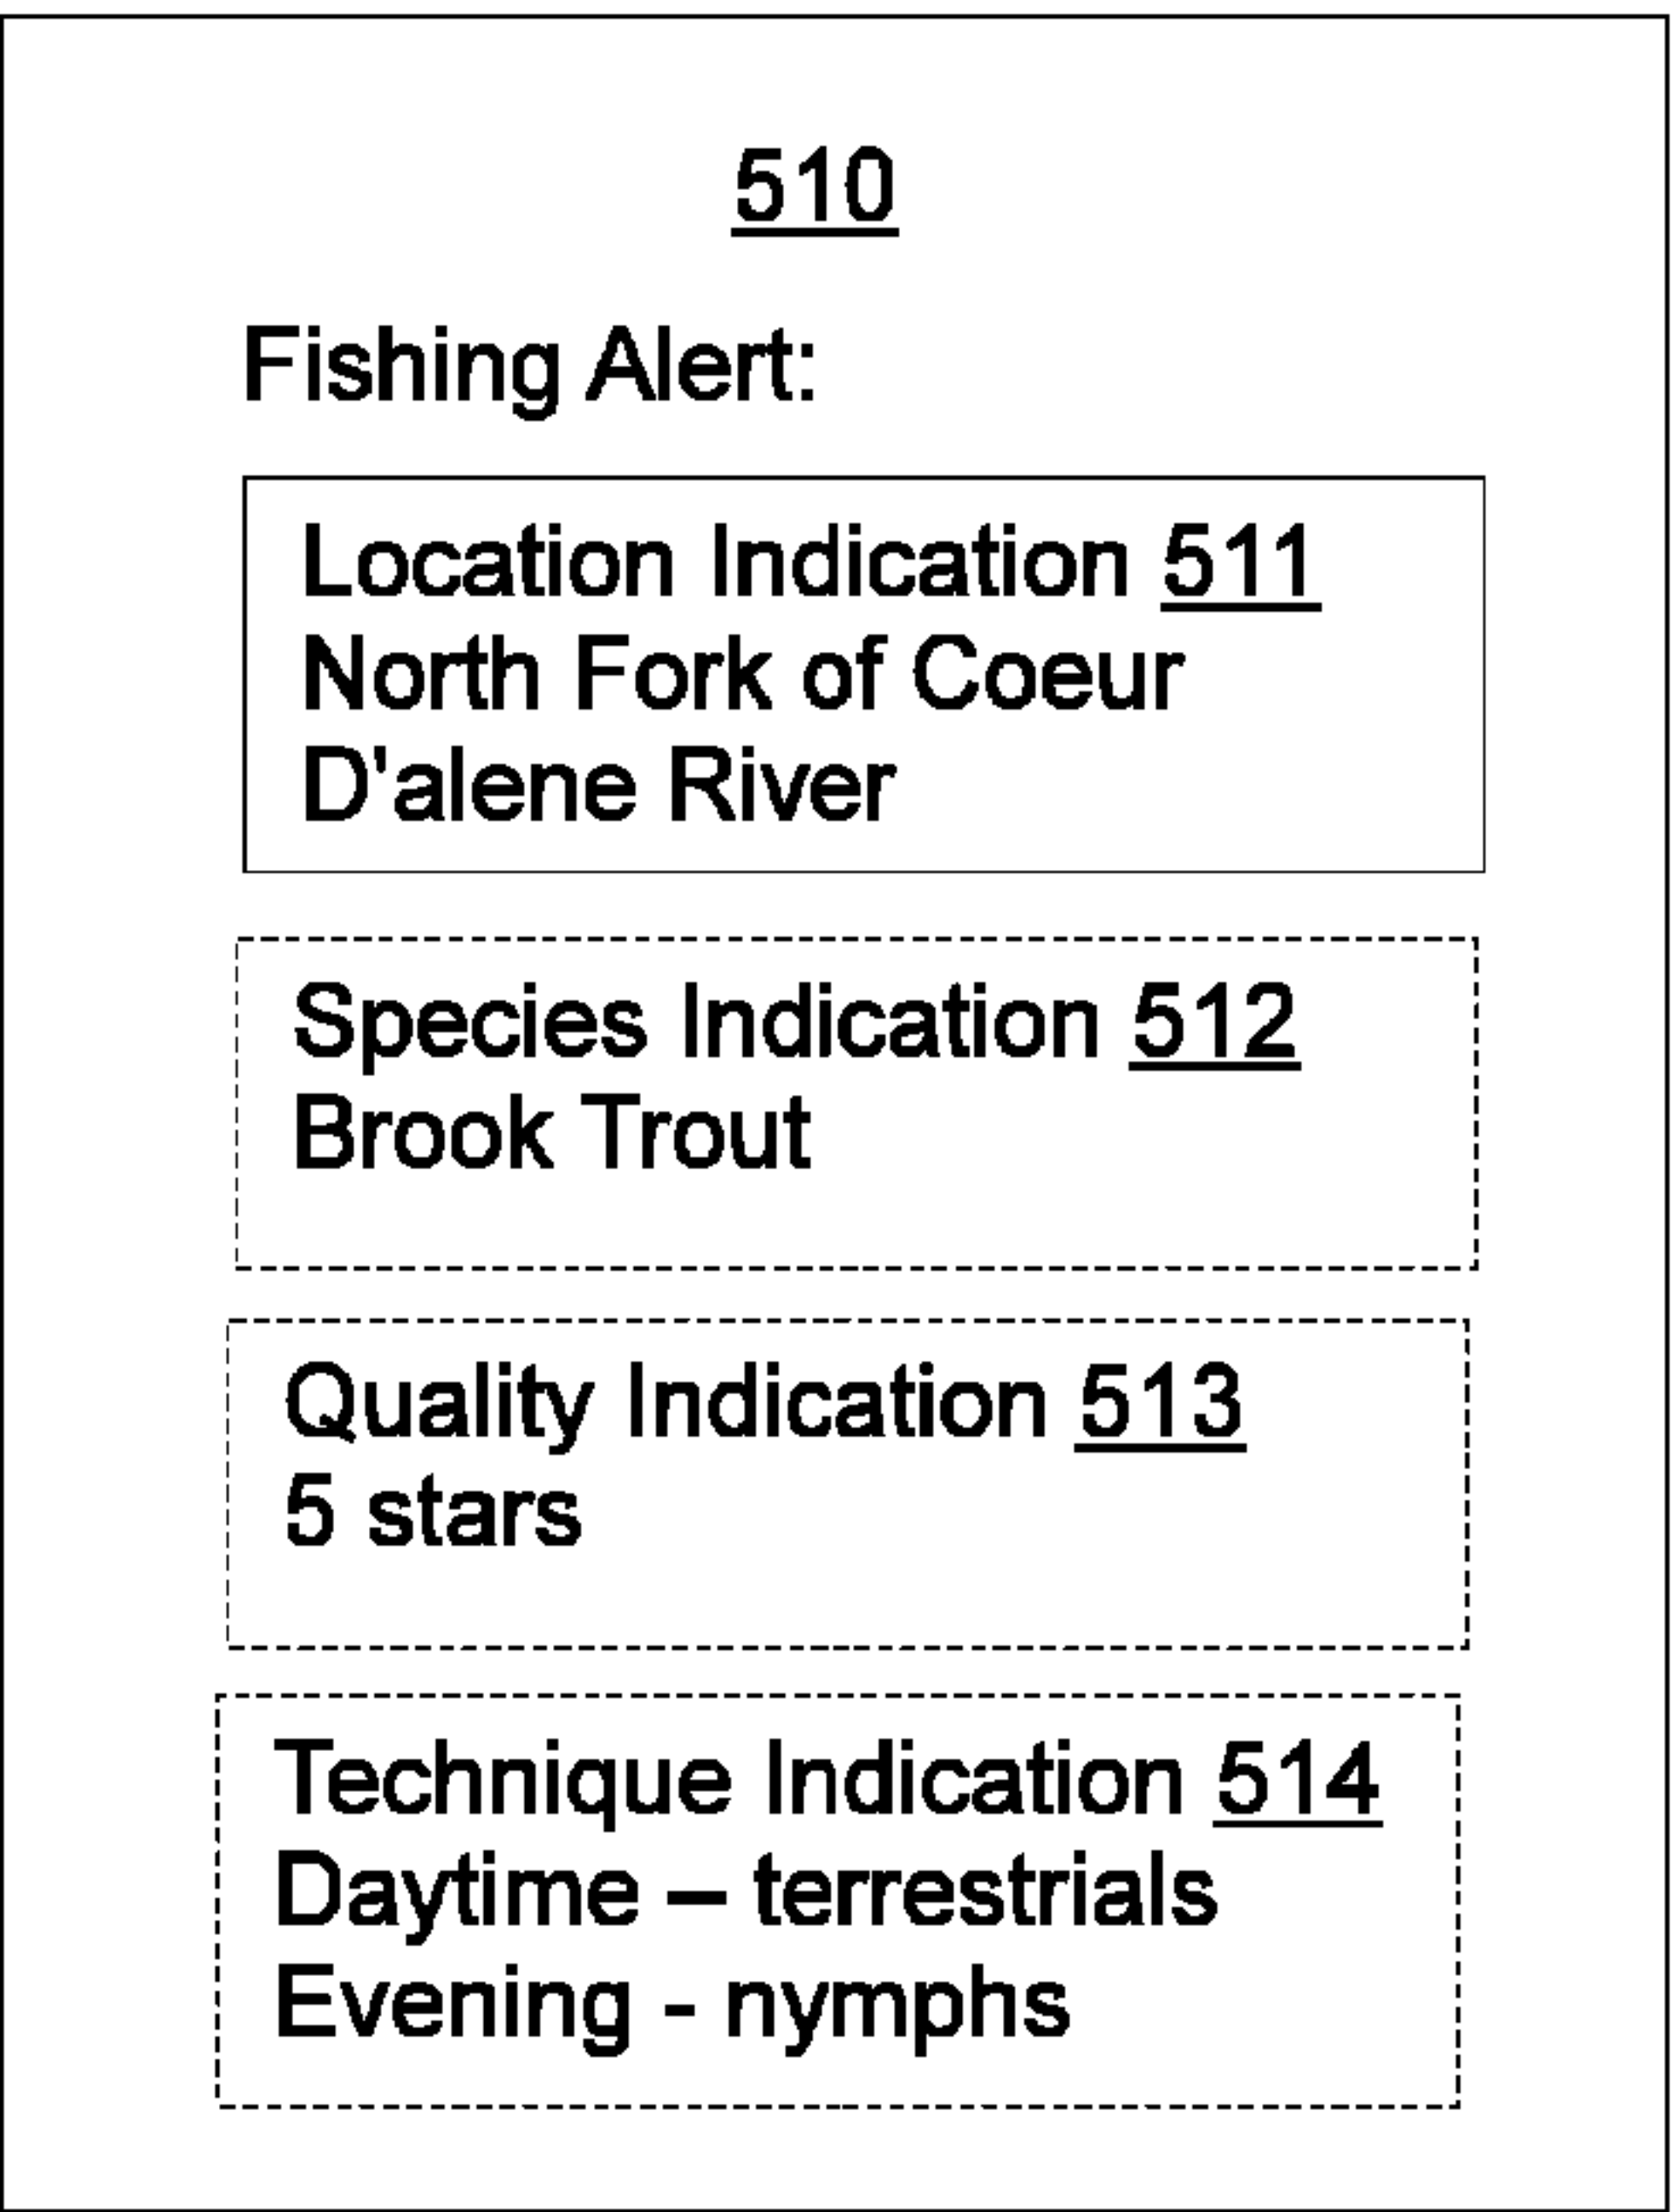 510
Fishing Alert:
Location Indication 511
North Fork of Coeur
D'alene River
Species Indication 512
Brook Trout
Quality Indication 513
5 stars
Technique Indication 514
Daytime – terrestrials
Evening - nymphs